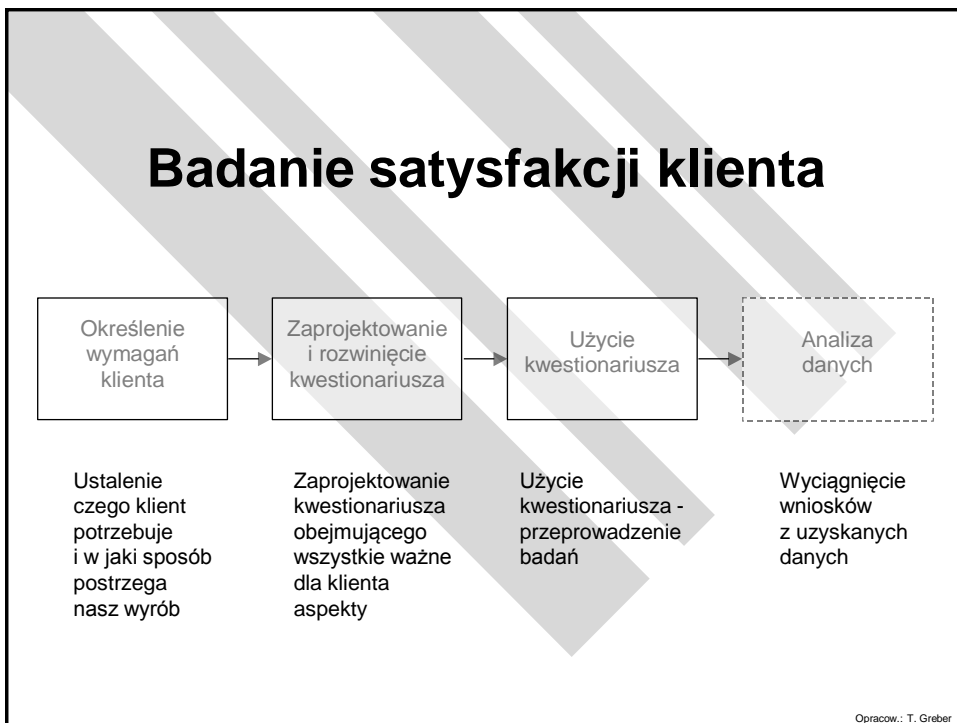 Badanie satysfakcji klienta
Określenie
wymagań
klienta
Zaprojektowanie
i rozwinięcie
kwestionariusza
Użycie
kwestionariusza
Analiza
danych
Ustalenie
czego klient
potrzebuje
i w jaki sposób
postrzega
nasz wyrób
Zaprojektowanie
kwestionariusza
obejmującego
wszystkie ważne
dla klienta
aspekty
Użycie
kwestionariusza -
przeprowadzenie
badań
Wyciągnięcie
wniosków
z uzyskanych
danych
Opracow.: T. Greber